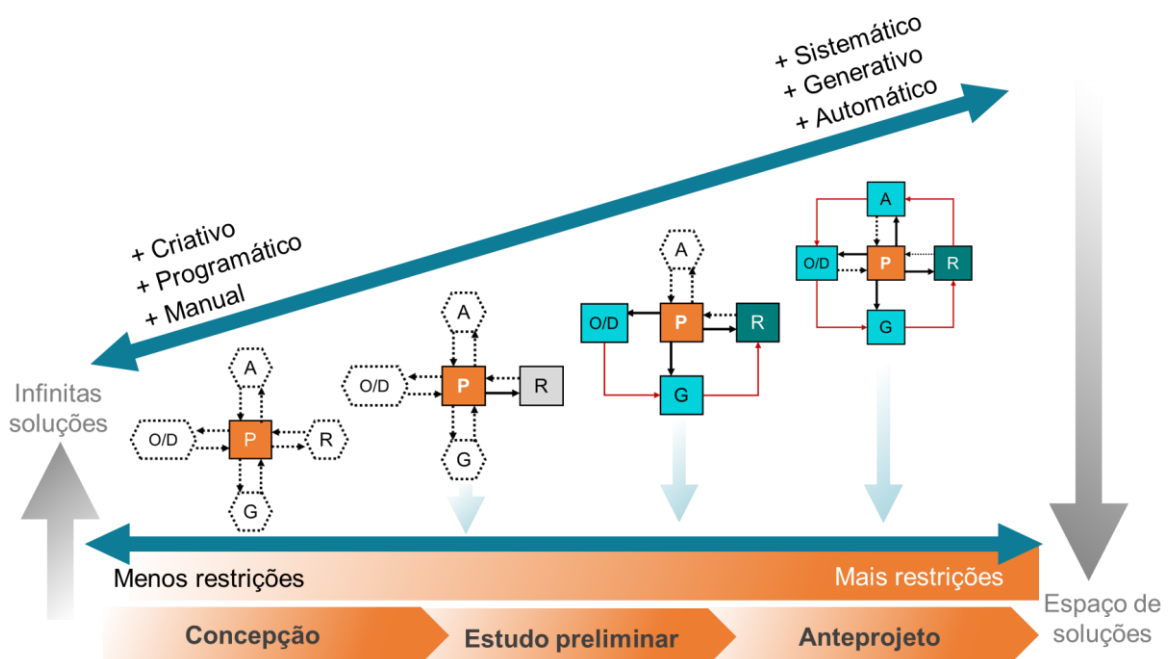 + Sistemático
+ Generativo
+ Automático
+ Criativo
+ Programático
+ Manual
A
O/D
P
R
G
A
O/D
P
R
G
A
O/D
P
R
G
A
O/D
P
R
G
Infinitas
soluções
Menos restrições
Mais restrições
Espaço de
soluções
Concepção
Estudo preliminar
Anteprojeto